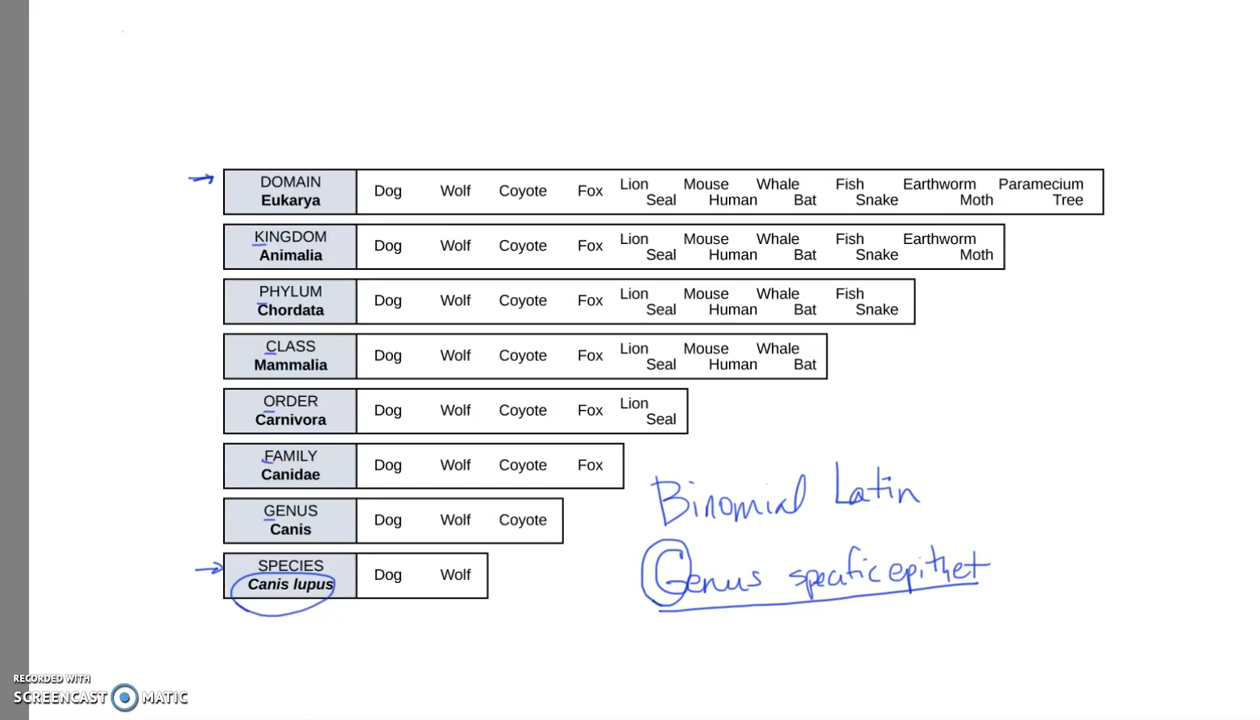 DOMAIN
Eukarya
Dog Wolf Coyote Fox Lion Seal Mouse Human Whale Bat Fish Snake Earthworm Moth Paramecium Tree
KINGDOM
Animalia
Dog Wolf Coyote Fox Lion Seal Mouse Human Whale Bat Fish Snake Earthworm Moth
PHYLUM
Chordata
Dog Wolf Coyote Fox Lion Seal Mouse Human Whale Bat Fish Snake
CLASS
Mammalia
Dog Wolf Coyote Fox Lion Seal Mouse Human Whale Bat
ORDER
Carnivora
Dog Wolf Coyote Fox Lion Seal
FAMILY
Canidae
Dog Wolf Coyote Fox
GENUS
Canis
Dog Wolf Coyote
SPECIES
Canis lupus
Dog Wolf
Binomial Latin
Genus specific epithet
RECORDED WITH
SCREENCAST MATIC